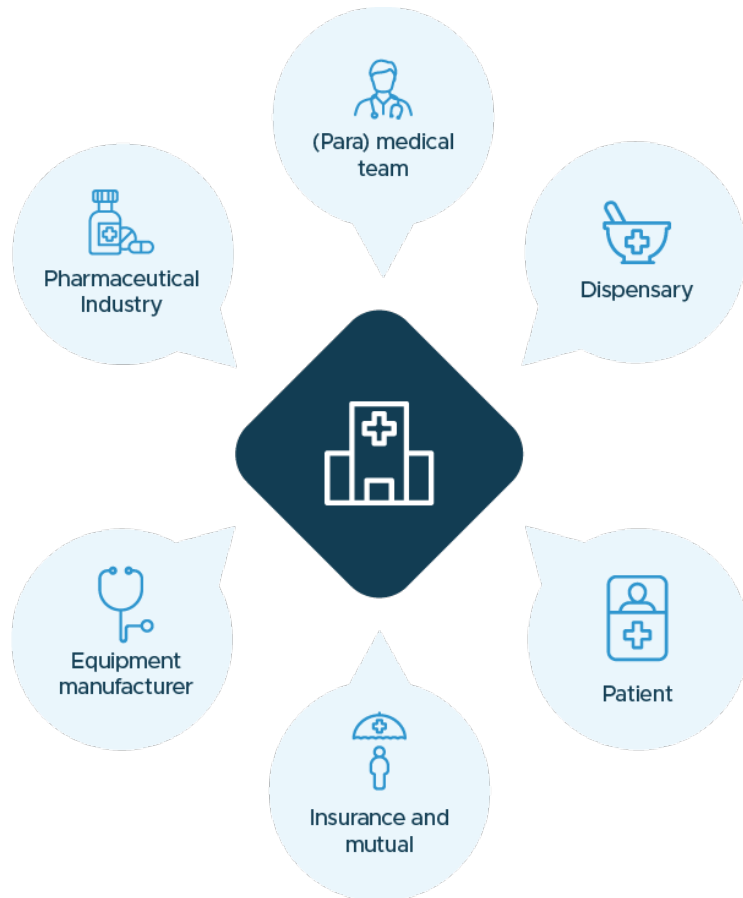 (Para) medical
team
Pharmaceutical
Industry
Dispensary
Equipment
manufacturer
Patient
Insurance and
mutual